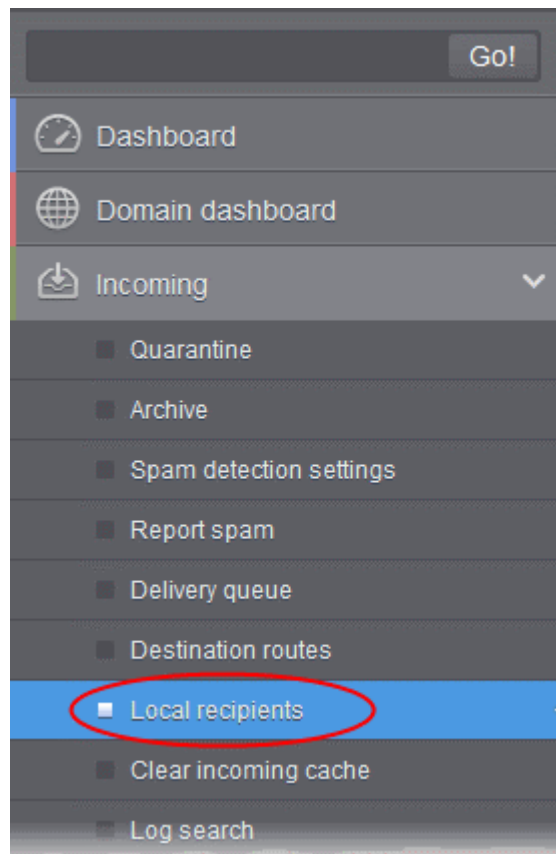 Go!
Dashboard
Domain dashboard
Incoming
Quarantine
Archive
Spam detection settings
Report spam
Delivery queue
Destination routes
Local recipients
Clear incoming cache
Log search